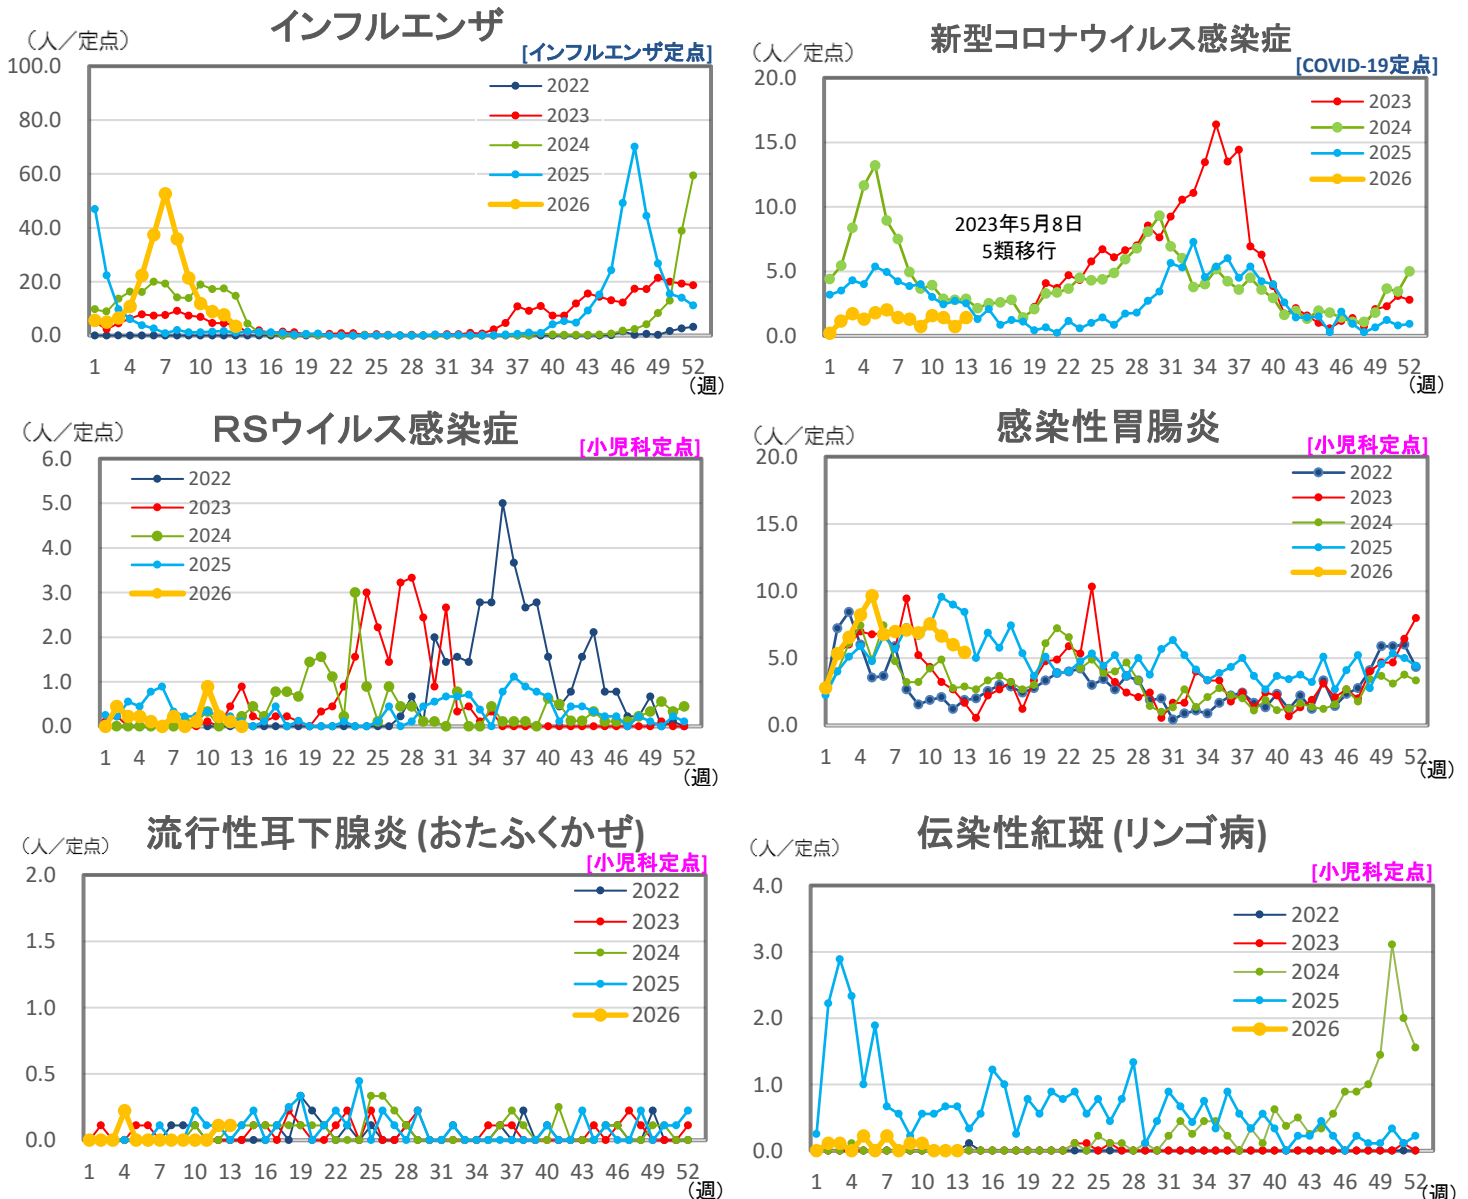 インフルエンザ
（人／定点）
[インフルエンザ定点]
100.0
80.0
60.0
40.0
20.0
0.0
2022
2023
2024
2025
2026
1 4 7 10 13 16 19 22 25 28 31 34 37 40 43 46 49 52
（週）
新型コロナウイルス感染症
（人／定点）
[COVID-19定点]
20.0
15.0
10.0
5.0
0.0
2023
2024
2025
2026
2023年5月8日
5類移行
1 4 7 10 13 16 19 22 25 28 31 34 37 40 43 46 49 52
（週）
RSウイルス感染症
（人／定点）
[小児科定点]
6.0
5.0
4.0
3.0
2.0
1.0
0.0
2022
2023
2024
2025
2026
1 4 7 10 13 16 19 22 25 28 31 34 37 40 43 46 49 52
（週）
感染性胃腸炎
（人／定点）
[小児科定点]
20.0
15.0
10.0
5.0
0.0
2022
2023
2024
2025
2026
1 4 7 10 13 16 19 22 25 28 31 34 37 40 43 46 49 52
（週）
流行性耳下腺炎 (おたふくかぜ)
（人／定点）
[小児科定点]
2.0
1.5
1.0
0.5
0.0
2022
2023
2024
2025
2026
1 4 7 10 13 16 19 22 25 28 31 34 37 40 43 46 49 52
（週）
伝染性紅斑 (リンゴ病)
（人／定点）
[小児科定点]
4.0
3.0
2.0
1.0
0.0
2022
2023
2024
2025
2026
1 4 7 10 13 16 19 22 25 28 31 34 37 40 43 46 49 52
（週）